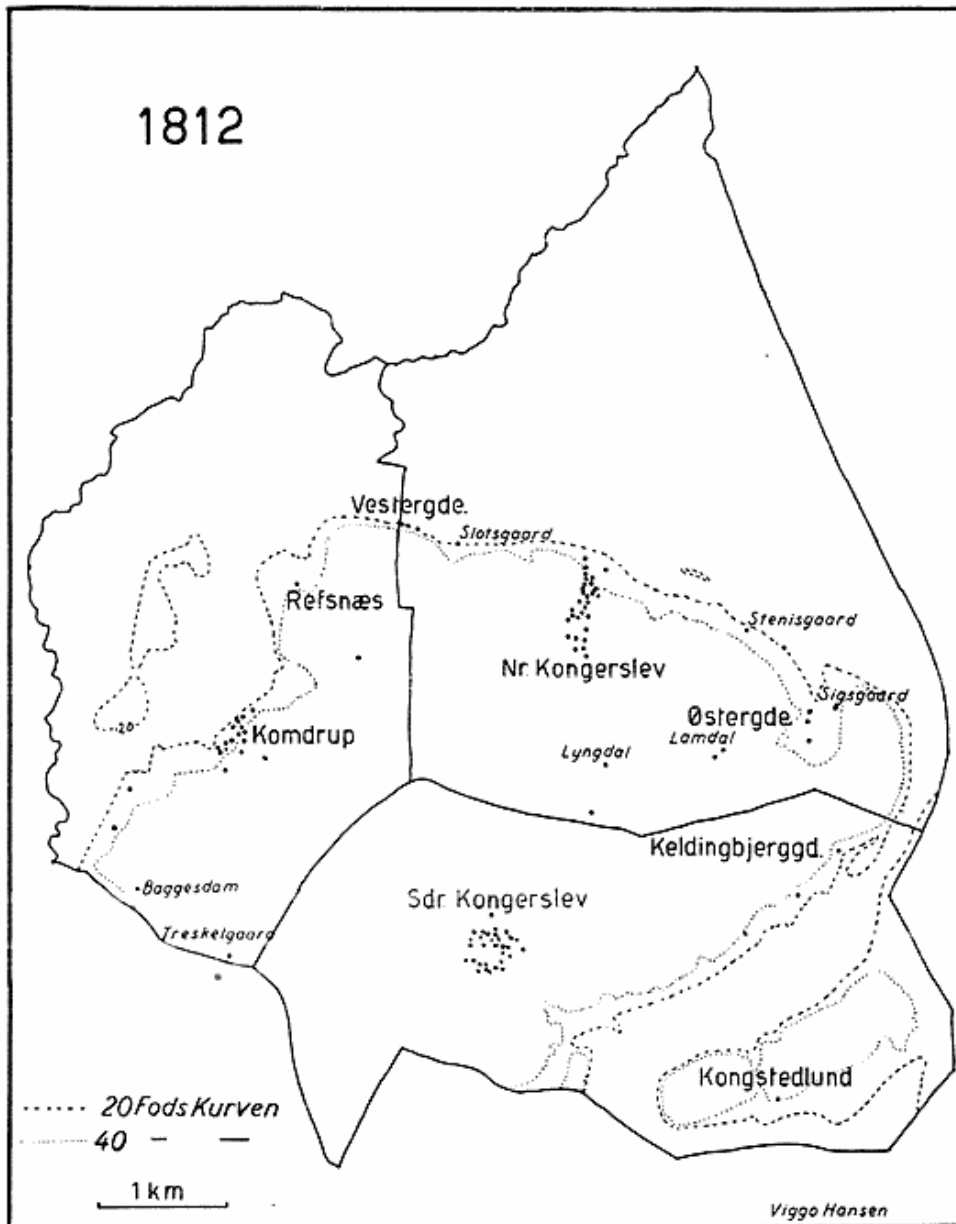 1812
Vestergde.
Slotsgaard
Refsnæs
Stenisgaard
Nr. Kongerslev
Sigsgaard
Østergde.
20
Komdrup
Lyngdal
Lamdal
Keldingbjerggd.
Baggesdam
Sdr. Kongerslev
Treskelgaard
Kongstedlund
20 Fods Kurven
40 – —
1 km
Viggo Hansen